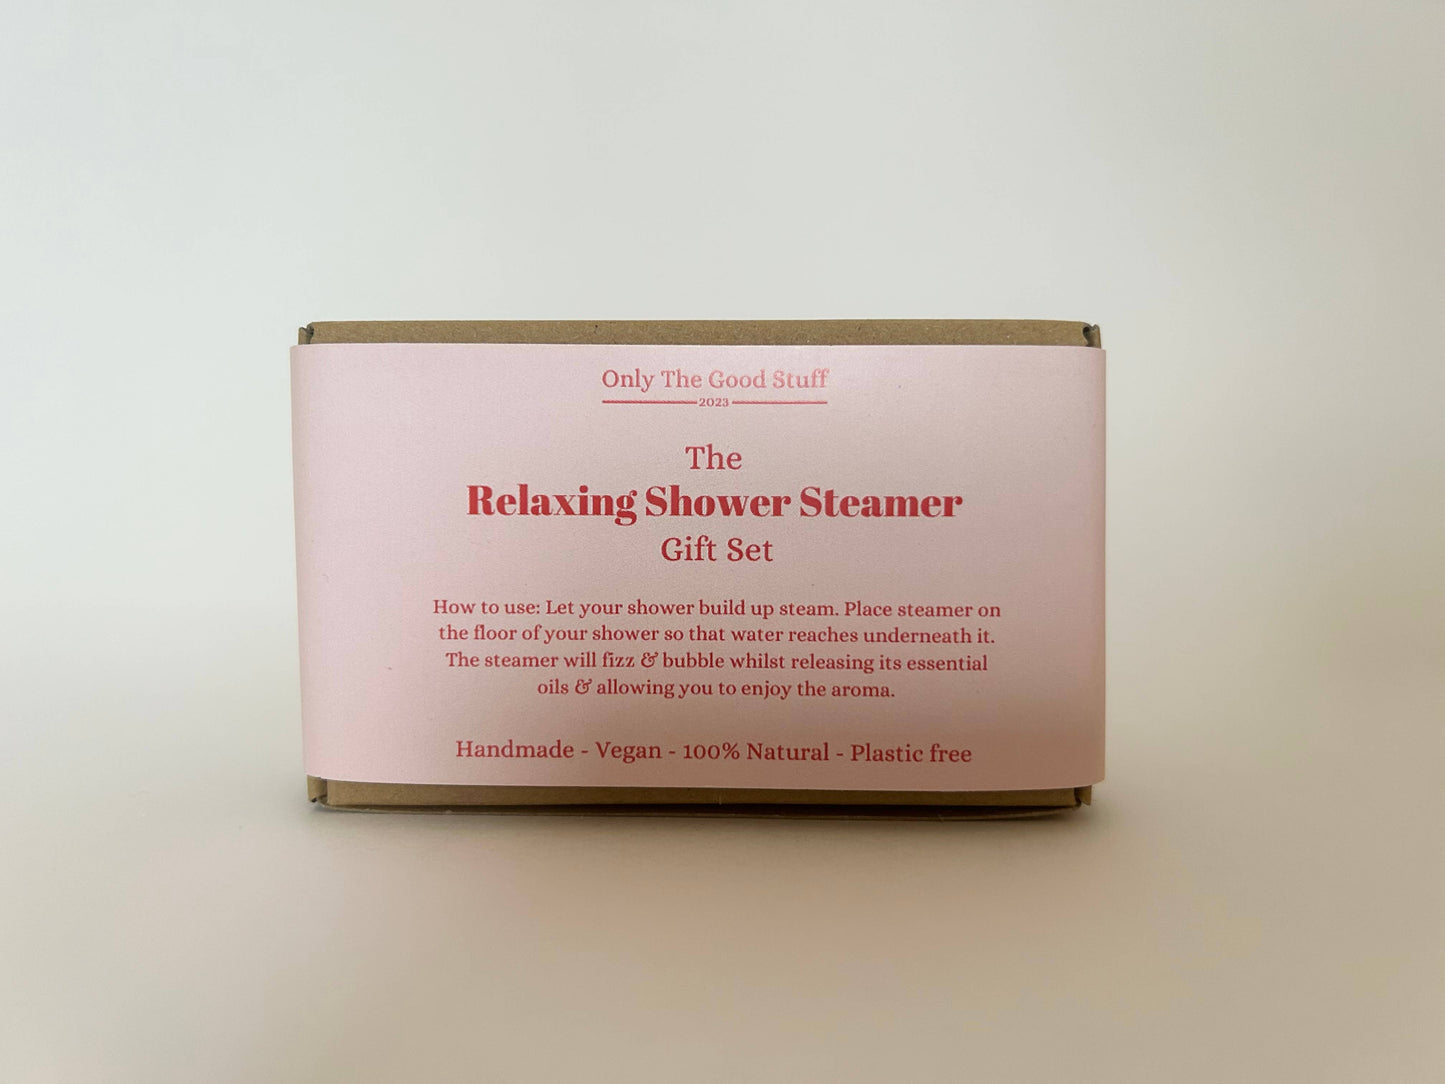 Only The Good Stuff
2023
The
Relaxing Shower Steamer
Gift Set
How to use: Let your shower build up steam. Place steamer on
the floor of your shower so that water reaches underneath it.
The steamer will fizz & bubble whilst releasing its essential
oils & allowing you to enjoy the aroma.
Handmade - Vegan - 100% Natural - Plastic free